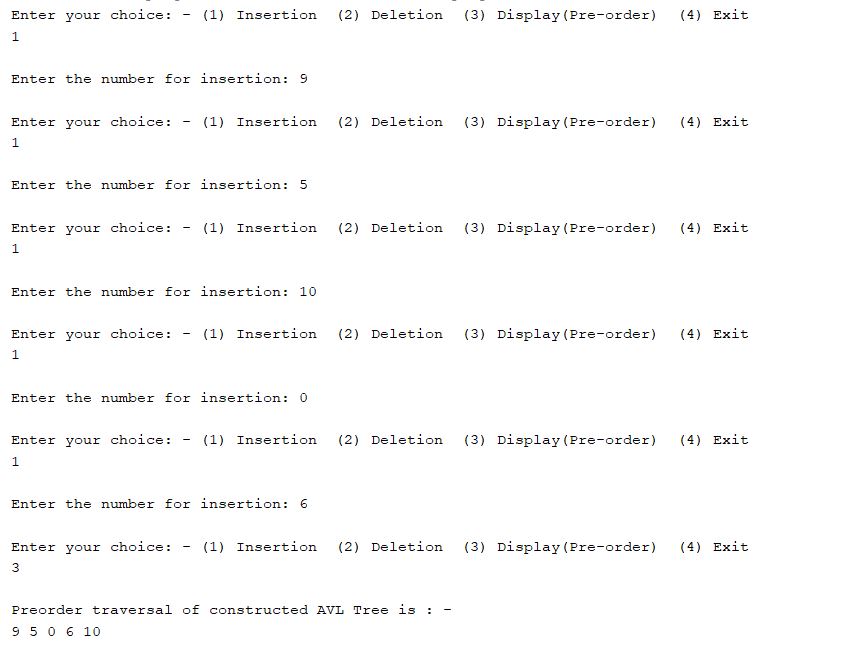 Enter your choice: - (1) Insertion  (2) Deletion  (3) Display(Pre-order)  (4) Exit
1
Enter the number for insertion: 9
Enter your choice: - (1) Insertion  (2) Deletion  (3) Display(Pre-order)  (4) Exit
1
Enter the number for insertion: 5
Enter your choice: - (1) Insertion  (2) Deletion  (3) Display(Pre-order)  (4) Exit
1
Enter the number for insertion: 10
Enter your choice: - (1) Insertion  (2) Deletion  (3) Display(Pre-order)  (4) Exit
1
Enter the number for insertion: 0
Enter your choice: - (1) Insertion  (2) Deletion  (3) Display(Pre-order)  (4) Exit
1
Enter the number for insertion: 6
Enter your choice: - (1) Insertion  (2) Deletion  (3) Display(Pre-order)  (4) Exit
3
Preorder traversal of constructed AVL Tree is : -
9 5 0 6 10